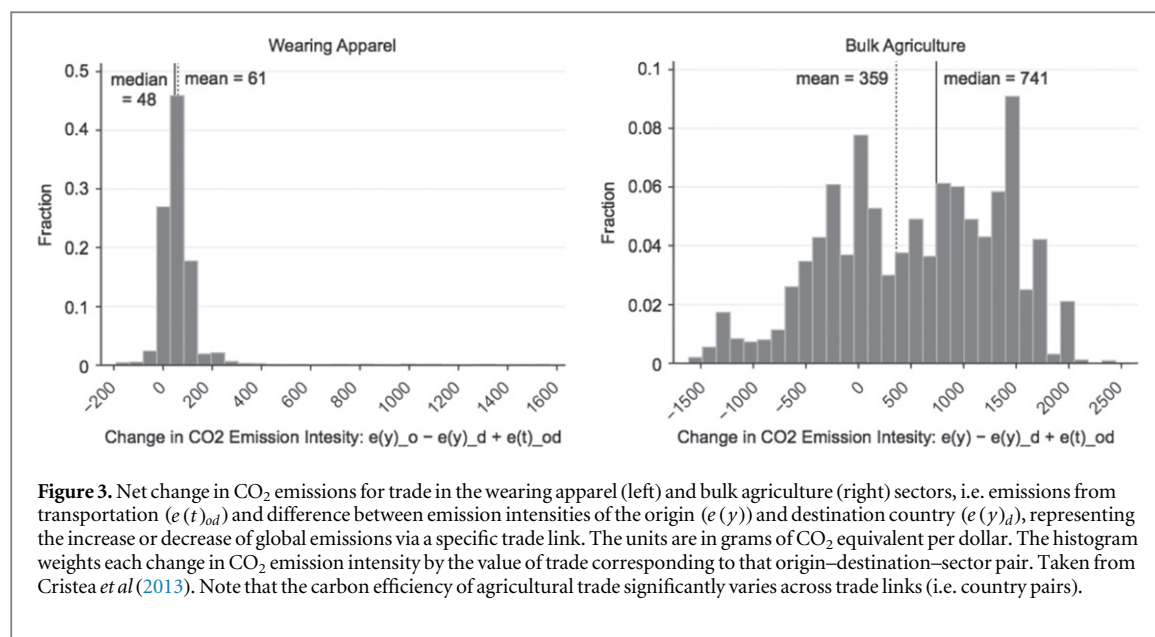 Wearing Apparel
median
= 48
mean = 61
0.5
0.4
0.3
0.2
0.1
0
Fraction
−200
0
200
400
600
800
1000
1200
1400
1600
Change in CO2 Emission Intesity: e(y)_o − e(y)_d + e(t)_od
Bulk Agriculture
mean = 359
median = 741
0.1
0.08
0.06
0.04
0.02
0
Fraction
−1500
−1000
−500
0
500
1000
1500
2000
2500
Change in CO2 Emission Intesity: e(y) − e(y)_d + e(t)_od
Figure 3. Net change in CO₂ emissions for trade in the wearing apparel (left) and bulk agriculture (right) sectors, i.e. emissions from
transportation (e(t)_od) and difference between emission intensities of the origin (e(y)) and destination country (e(y)_d), representing
the increase or decrease of global emissions via a specific trade link. The units are in grams of CO₂ equivalent per dollar. The histogram
weights each change in CO₂ emission intensity by the value of trade corresponding to that origin–destination–sector pair. Taken from
Cristea et al (2013). Note that the carbon efficiency of agricultural trade significantly varies across trade links (i.e. country pairs).